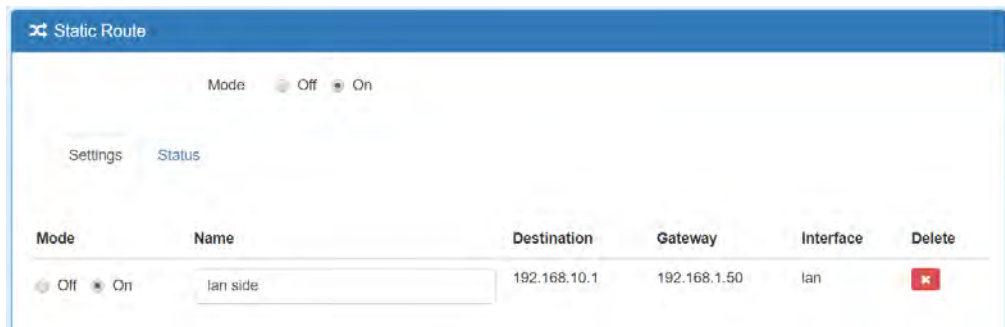 Static Route
Mode Off On
Settings Status
Mode Name Destination Gateway Interface Delete
Off On lan side 192.168.10.1 192.168.1.50 lan